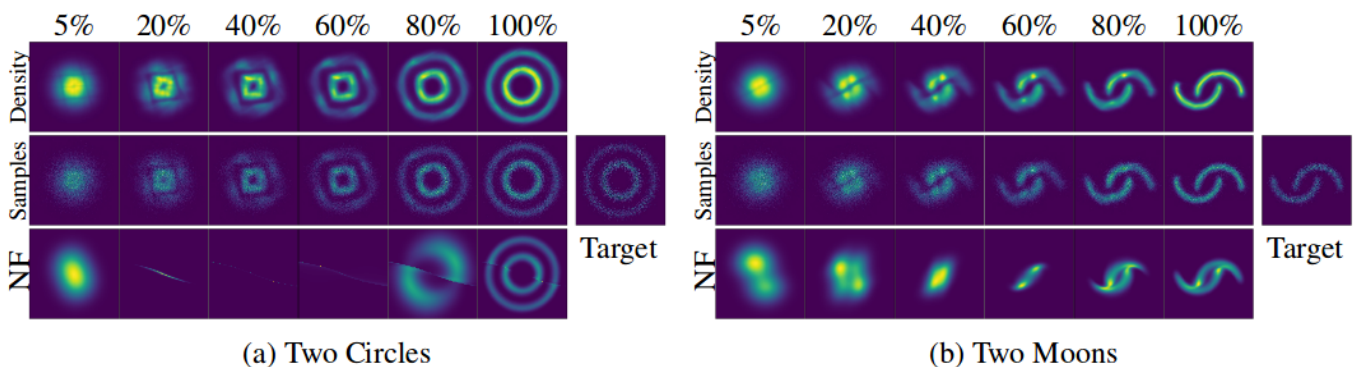 5% 20% 40% 60% 80% 100%
Density
Samples
Target
NF
(a) Two Circles
5% 20% 40% 60% 80% 100%
Density
Samples
Target
NF
(b) Two Moons